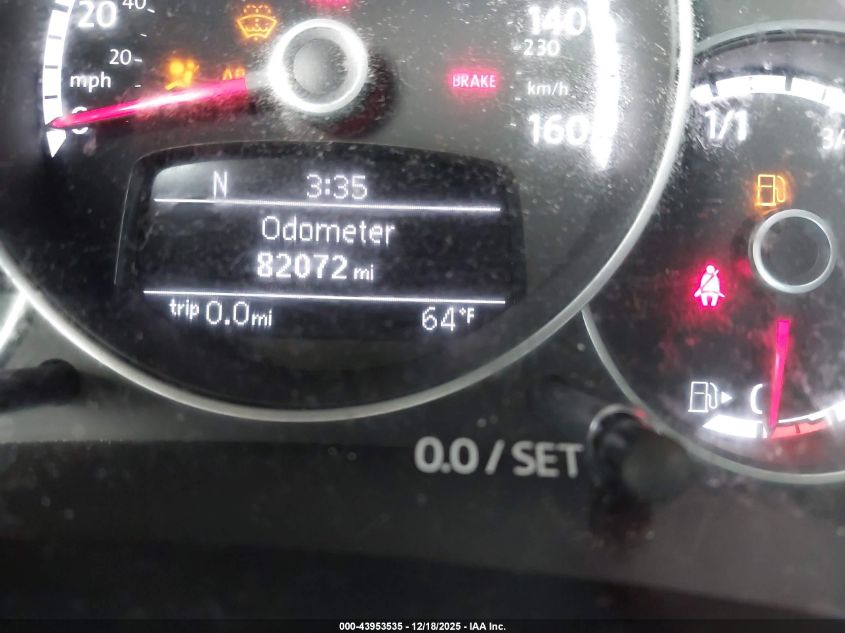 20
40
20
mph
0
BRAKE
140
230
km/h
160
N 3:35
Odometer
82072 mi
trip 0.0 mi 64°F
1/1
0.0 / SET
000-43953535 - 12/18/2025 - IAA Inc.